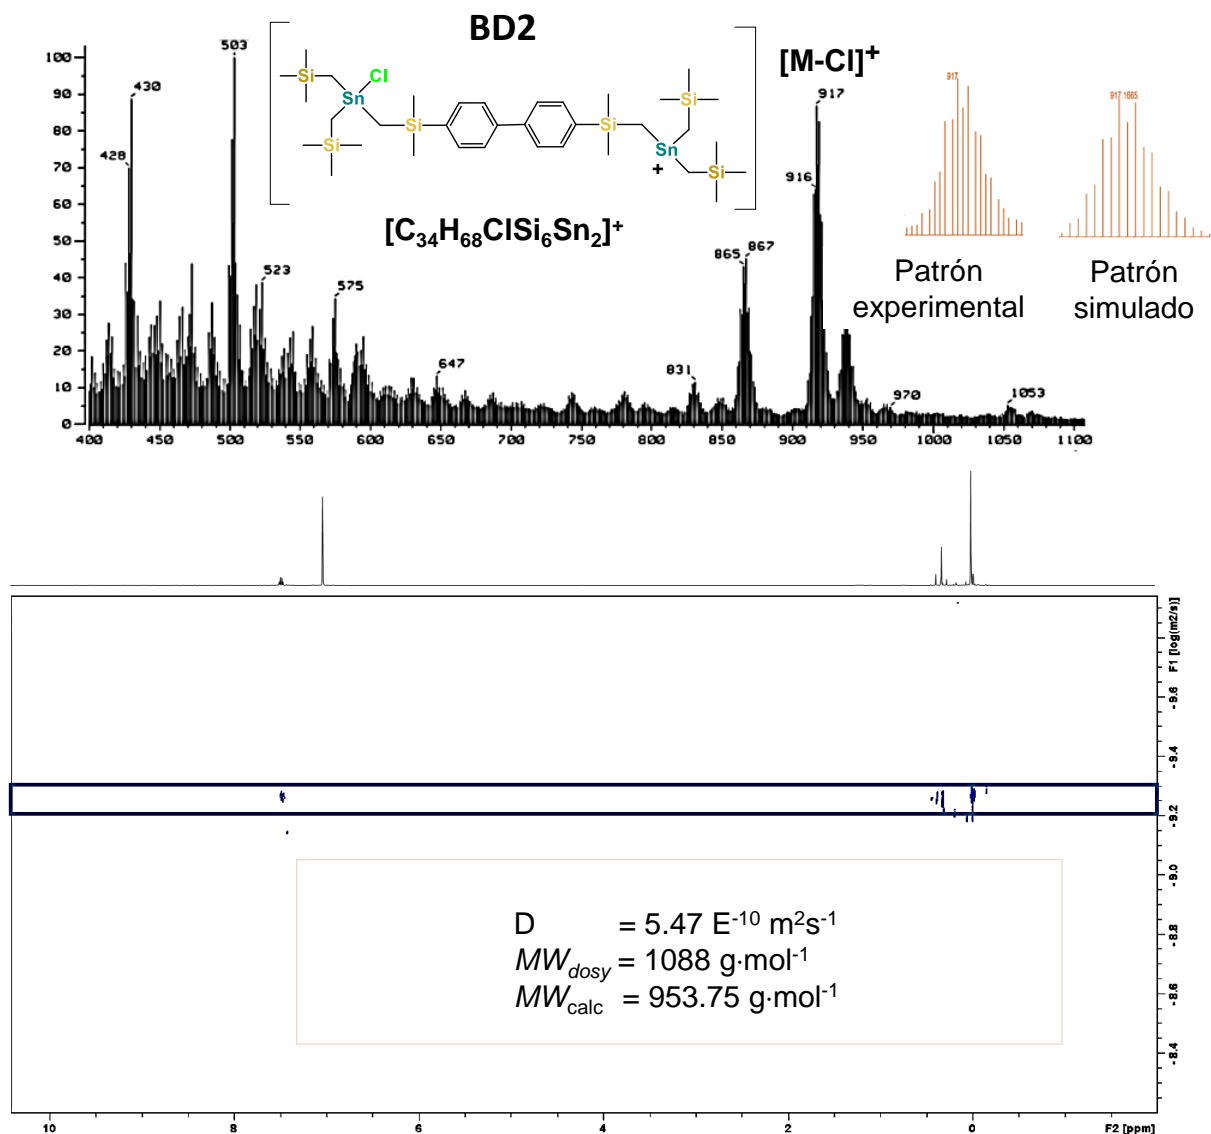 BD2
[M-Cl]⁺
100
90
80
70
60
50
40
30
20
10
0
428
430
503
523
575
647
831
865
867
916
917
970
1053
400
450
500
550
600
650
700
750
800
850
900
950
1000
1050
1100
Si
Cl
Sn
Si
Si
Si
Si
Sn
+
Si
[C₃₄H₆₈ClSi₆Sn₂]⁺
917
917.1665
Patrón
experimental
Patrón
simulado
F1 [log(m2/s)]
-9.6
-9.4
-9.2
-9.0
-8.8
-8.6
-8.4
D = 5.47 E⁻¹⁰ m²s⁻¹
MW_dosy = 1088 g·mol⁻¹
MW_calc = 953.75 g·mol⁻¹
10
8
6
4
2
0
F2 [ppm]